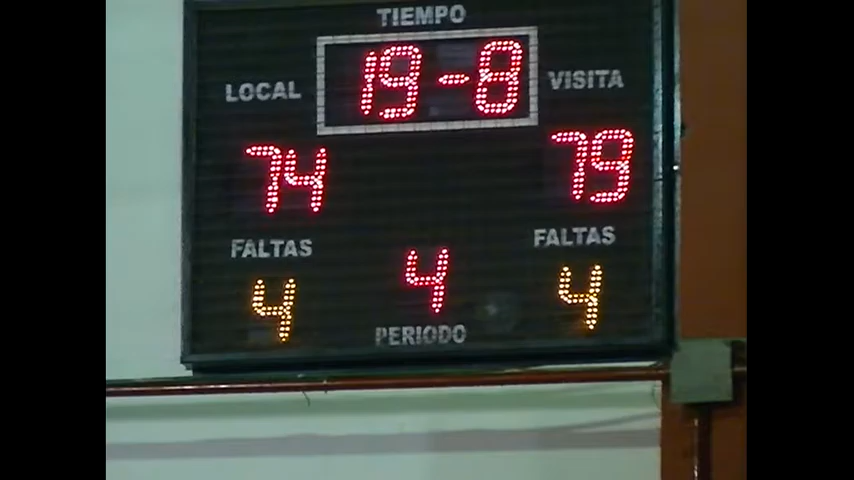 TIEMPO
LOCAL 19-8 VISITA
74 79
FALTAS FALTAS
4 4 4
PERIODO